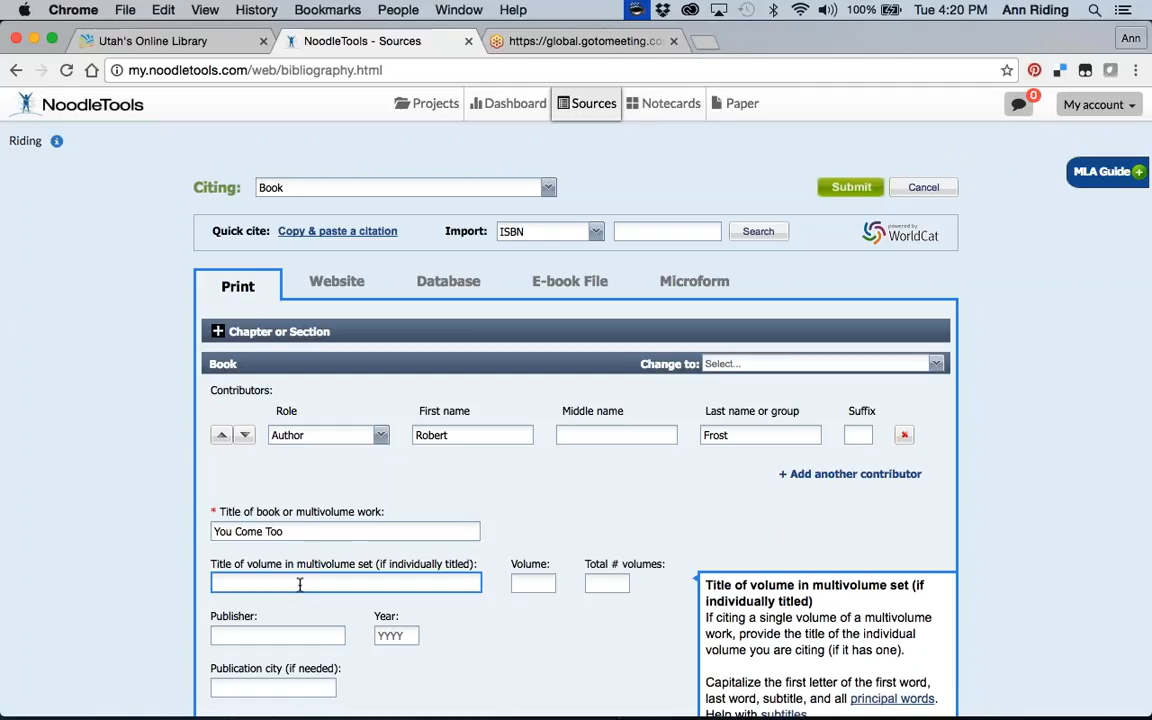 Chrome File Edit View History Bookmarks People Window Help 100% Tue 4:20 PM Ann Riding
Utah's Online Library NoodleTools - Sources https://global.gotomeeting.co Ann
my.noodletools.com/web/bibliography.html
NoodleTools Projects Dashboard Sources Notecards Paper 0 My account
Riding
MLA Guide
Citing: Book Submit Cancel
Quick cite: Copy & paste a citation Import: ISBN Search powered by WorldCat
Print Website Database E-book File Microform
Chapter or Section
Book Change to: Select...
Contributors:
Role First name Middle name Last name or group Suffix
Author Robert Frost
+ Add another contributor
* Title of book or multivolume work:
You Come Too
Title of volume in multivolume set (if individually titled): Volume: Total # volumes:
Publisher: Year:
YYYY
Publication city (if needed):
Title of volume in multivolume set (if
individually titled)
If citing a single volume of a multivolume
work, provide the title of the individual
volume you are citing (if it has one).
Capitalize the first letter of the first word,
last word, subtitle, and all principal words.
Help with subtitles.